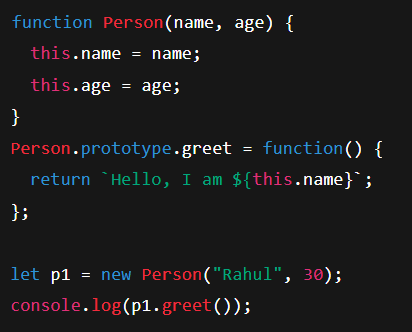 function Person(name, age) {
  this.name = name;
  this.age = age;
}
Person.prototype.greet = function() {
  return `Hello, I am ${this.name}`;
};

let p1 = new Person("Rahul", 30);
console.log(p1.greet());